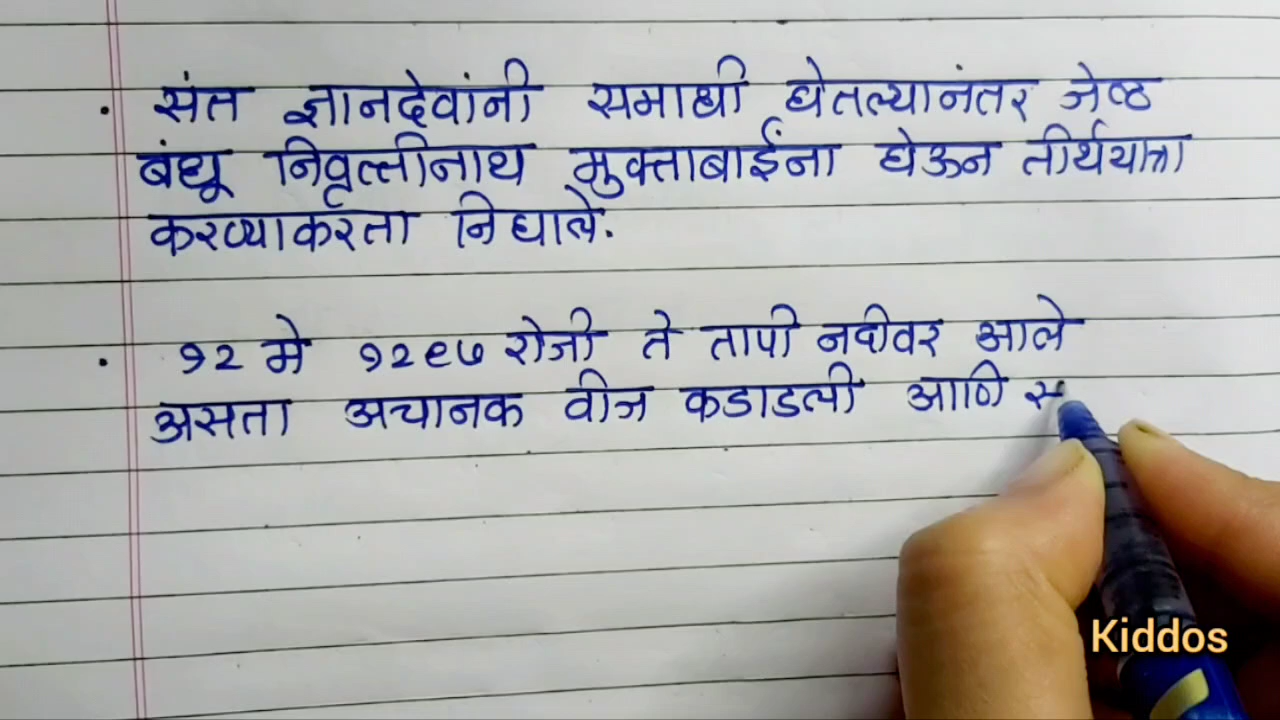 · संत ज्ञानदेवांनी समाधी घेतल्यानंतर जेष्ठ
बंधू निवृत्तीनाथ मुक्ताबाईंना घेऊन तीर्थयात्रा
करण्याकरता निघाले.
· १२ मे १२९७ रोजी ते तापी नदीवर आले
असता अचानक वीज कडाडली आणि
Kiddos